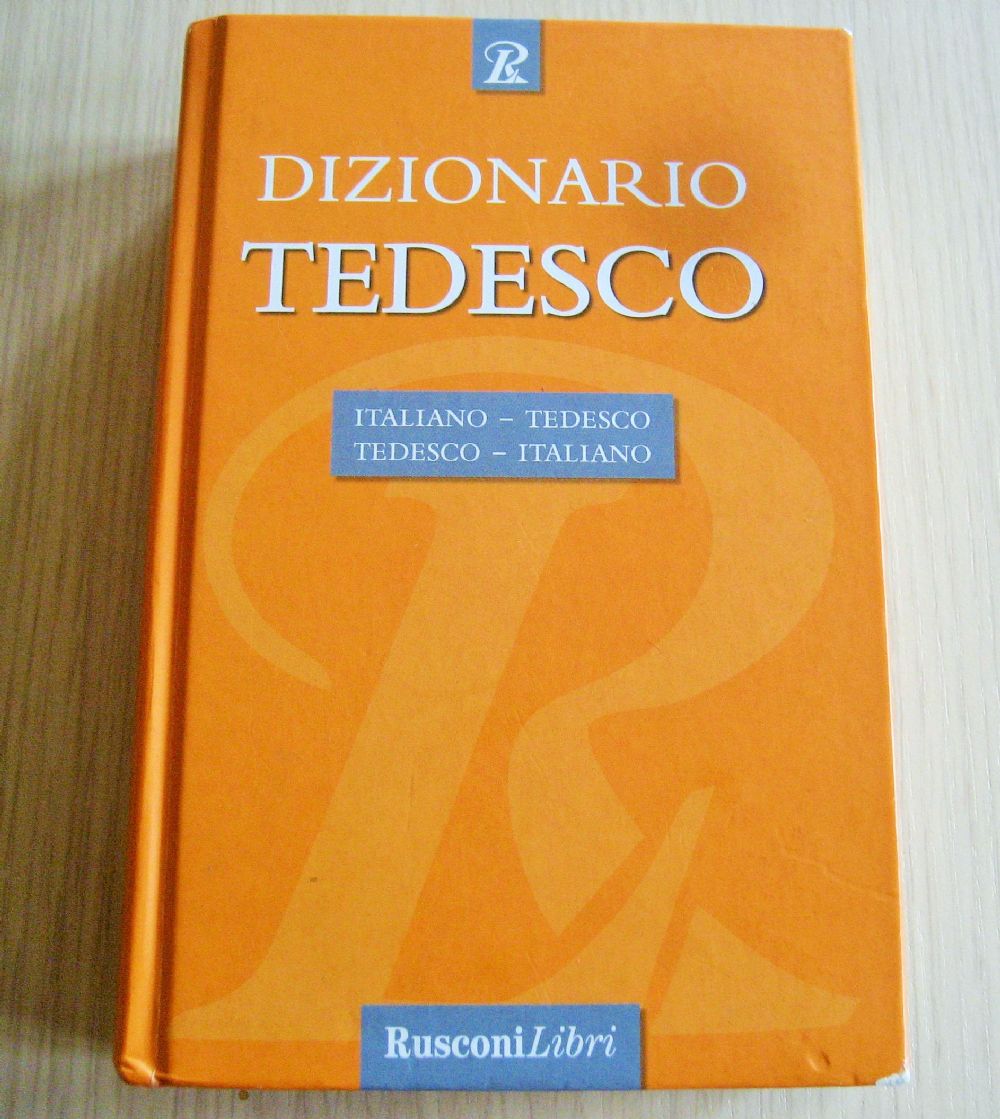 DIZIONARIO
TEDESCO
ITALIANO – TEDESCO
TEDESCO – ITALIANO
RusconiLibri